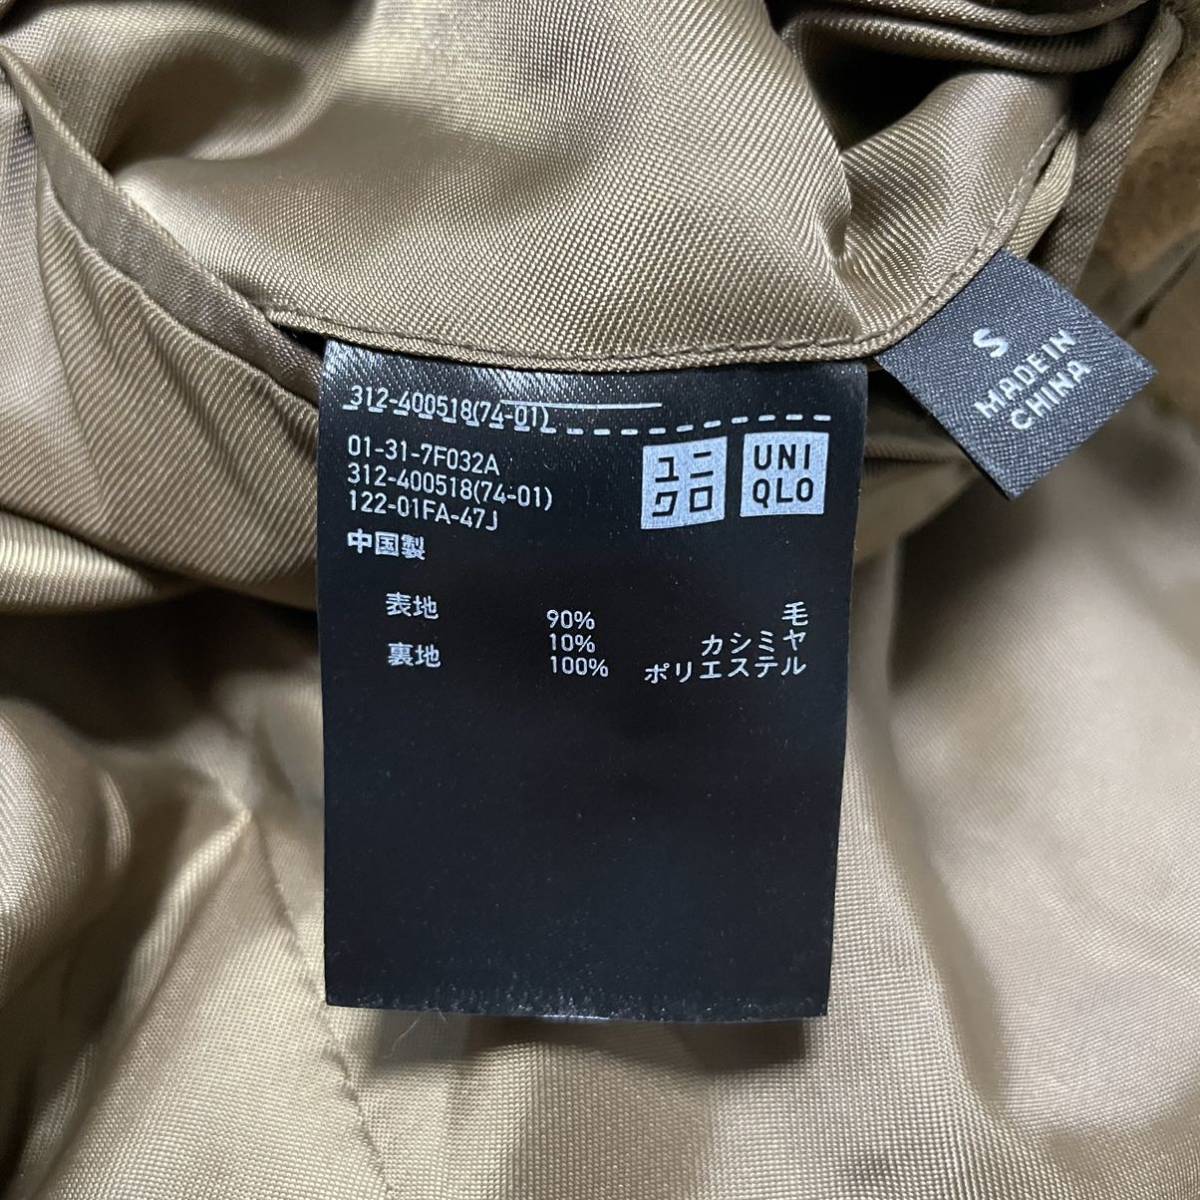 312-400518(74-01)
01-31-7F032A
312-400518(74-01)
122-01FA-47J
中国製
ユニ
クロ
UNI
QLO
表地 90% 毛
10% カシミヤ
裏地 100% ポリエステル
S
MADE IN
CHINA